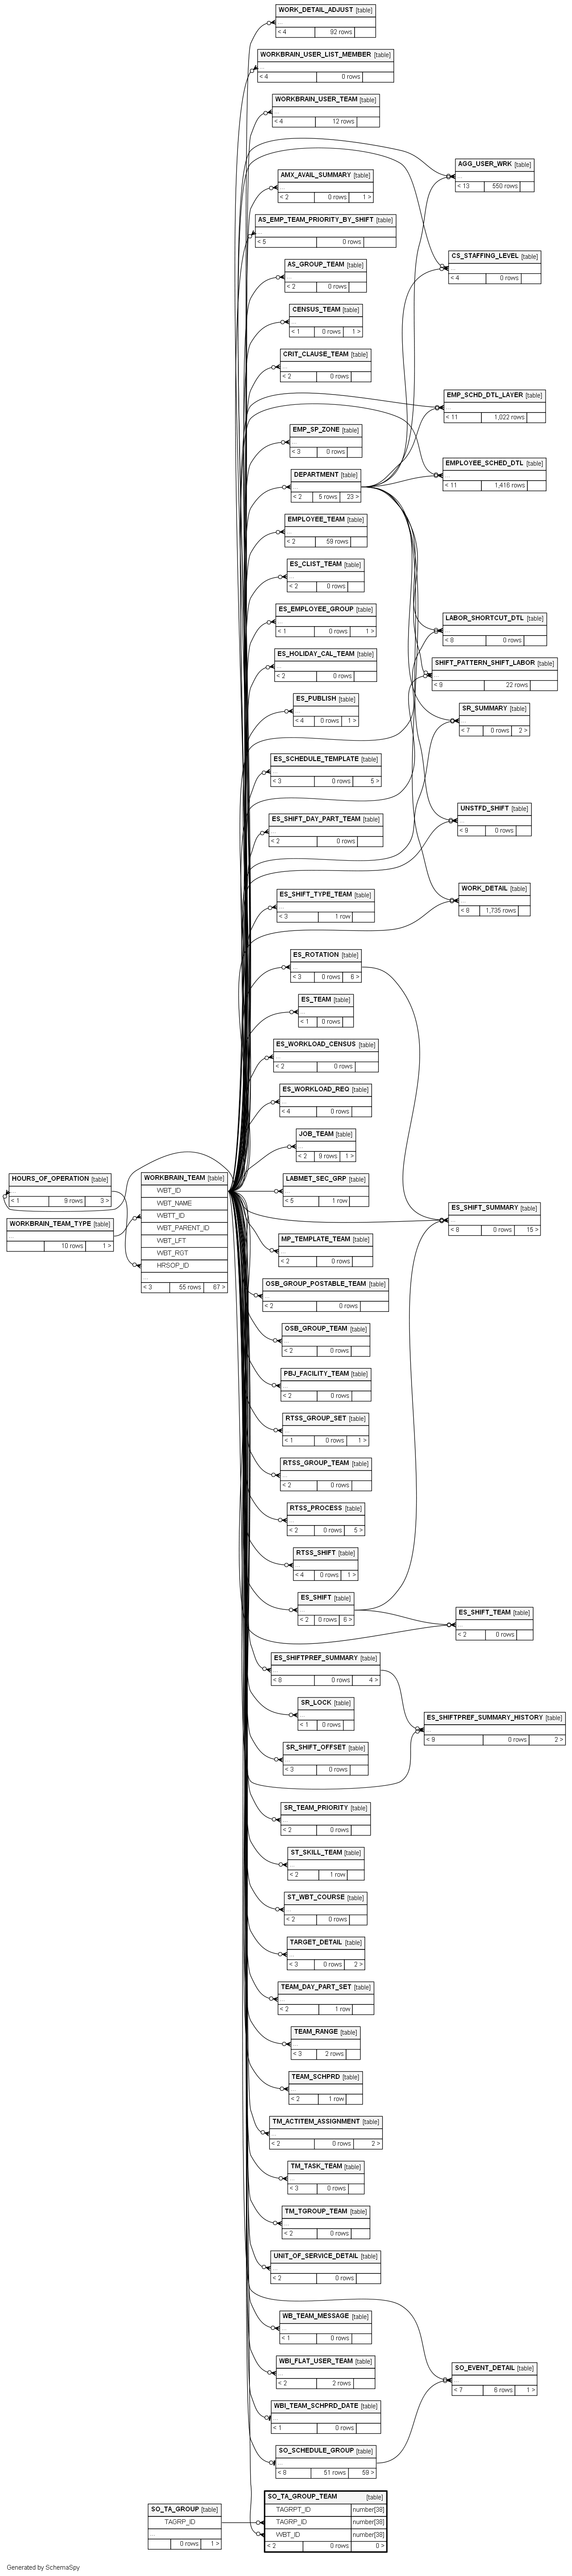 WORK_DETAIL_ADJUST [table]
...
< 4 92 rows
WORKBRAIN_USER_LIST_MEMBER [table]
...
< 4 0 rows
WORKBRAIN_USER_TEAM [table]
...
< 4 12 rows
AGG_USER_WRK [table]
...
< 13 550 rows
AMX_AVAIL_SUMMARY [table]
...
< 2 0 rows 1 >
AS_EMP_TEAM_PRIORITY_BY_SHIFT [table]
...
< 5 0 rows
CS_STAFFING_LEVEL [table]
...
< 4 0 rows
AS_GROUP_TEAM [table]
...
< 2 0 rows
CENSUS_TEAM [table]
...
< 1 0 rows 1 >
CRIT_CLAUSE_TEAM [table]
...
< 2 0 rows
EMP_SCHD_DTL_LAYER [table]
...
< 11 1,022 rows
EMP_SP_ZONE [table]
...
< 3 0 rows
EMPLOYEE_SCHED_DTL [table]
...
< 11 1,416 rows
DEPARTMENT [table]
...
< 2 5 rows 23 >
EMPLOYEE_TEAM [table]
...
< 2 59 rows
ES_CLIST_TEAM [table]
...
< 2 0 rows
ES_EMPLOYEE_GROUP [table]
...
< 1 0 rows 1 >
LABOR_SHORTCUT_DTL [table]
...
< 8 0 rows
ES_HOLIDAY_CAL_TEAM [table]
...
< 2 0 rows
SHIFT_PATTERN_SHIFT_LABOR [table]
...
< 9 22 rows
ES_PUBLISH [table]
...
< 4 0 rows 1 >
SR_SUMMARY [table]
...
< 7 0 rows 2 >
ES_SCHEDULE_TEMPLATE [table]
...
< 3 0 rows 5 >
ES_SHIFT_DAY_PART_TEAM [table]
...
< 2 0 rows
UNSTFD_SHIFT [table]
...
< 9 0 rows
ES_SHIFT_TYPE_TEAM [table]
...
< 3 1 row
WORK_DETAIL [table]
...
< 8 1,735 rows
ES_ROTATION [table]
...
< 3 0 rows 6 >
ES_TEAM [table]
...
< 1 0 rows
ES_WORKLOAD_CENSUS [table]
...
< 2 0 rows
ES_WORKLOAD_REQ [table]
...
< 4 0 rows
JOB_TEAM [table]
...
< 2 9 rows 1 >
HOURS_OF_OPERATION [table]
...
< 1 9 rows 3 >
WORKBRAIN_TEAM_TYPE [table]
...
10 rows 1 >
WORKBRAIN_TEAM [table]
WBT_ID
WBT_NAME
WBTT_ID
WBT_PARENT_ID
WBT_LFT
WBT_RGT
HRSOP_ID
...
< 3 55 rows 67 >
LABMET_SEC_GRP [table]
...
< 5 1 row
ES_SHIFT_SUMMARY [table]
...
< 8 0 rows 15 >
MP_TEMPLATE_TEAM [table]
...
< 2 0 rows
OSB_GROUP_POSTABLE_TEAM [table]
...
< 2 0 rows
OSB_GROUP_TEAM [table]
...
< 2 0 rows
PBJ_FACILITY_TEAM [table]
...
< 2 0 rows
RTSS_GROUP_SET [table]
...
< 1 0 rows 1 >
RTSS_GROUP_TEAM [table]
...
< 2 0 rows
RTSS_PROCESS [table]
...
< 2 0 rows 5 >
RTSS_SHIFT [table]
...
< 4 0 rows 1 >
ES_SHIFT [table]
...
< 2 0 rows 6 >
ES_SHIFT_TEAM [table]
...
< 2 0 rows
ES_SHIFTPREF_SUMMARY [table]
...
< 8 0 rows 4 >
SR_LOCK [table]
...
< 1 0 rows
ES_SHIFTPREF_SUMMARY_HISTORY [table]
...
< 9 0 rows 2 >
SR_SHIFT_OFFSET [table]
...
< 3 0 rows
SR_TEAM_PRIORITY [table]
...
< 2 0 rows
ST_SKILL_TEAM [table]
...
< 2 1 row
ST_WBT_COURSE [table]
...
< 2 0 rows
TARGET_DETAIL [table]
...
< 3 0 rows 2 >
TEAM_DAY_PART_SET [table]
...
< 2 1 row
TEAM_RANGE [table]
...
< 3 2 rows
TEAM_SCHPRD [table]
...
< 2 1 row
TM_ACTITEM_ASSIGNMENT [table]
...
< 2 0 rows 2 >
TM_TASK_TEAM [table]
...
< 3 0 rows
TM_TGROUP_TEAM [table]
...
< 2 0 rows
UNIT_OF_SERVICE_DETAIL [table]
...
< 2 0 rows
WB_TEAM_MESSAGE [table]
...
< 1 0 rows
WBI_FLAT_USER_TEAM [table]
...
< 2 2 rows
SO_EVENT_DETAIL [table]
...
< 7 6 rows 1 >
WBI_TEAM_SCHPRD_DATE [table]
...
< 1 0 rows
SO_SCHEDULE_GROUP [table]
...
< 8 51 rows 59 >
SO_TA_GROUP [table]
TAGRP_ID
...
0 rows 1 >
SO_TA_GROUP_TEAM [table]
TAGRPT_ID number[38]
TAGRP_ID number[38]
WBT_ID number[38]
< 2 0 rows 0 >
Generated by SchemaSpy